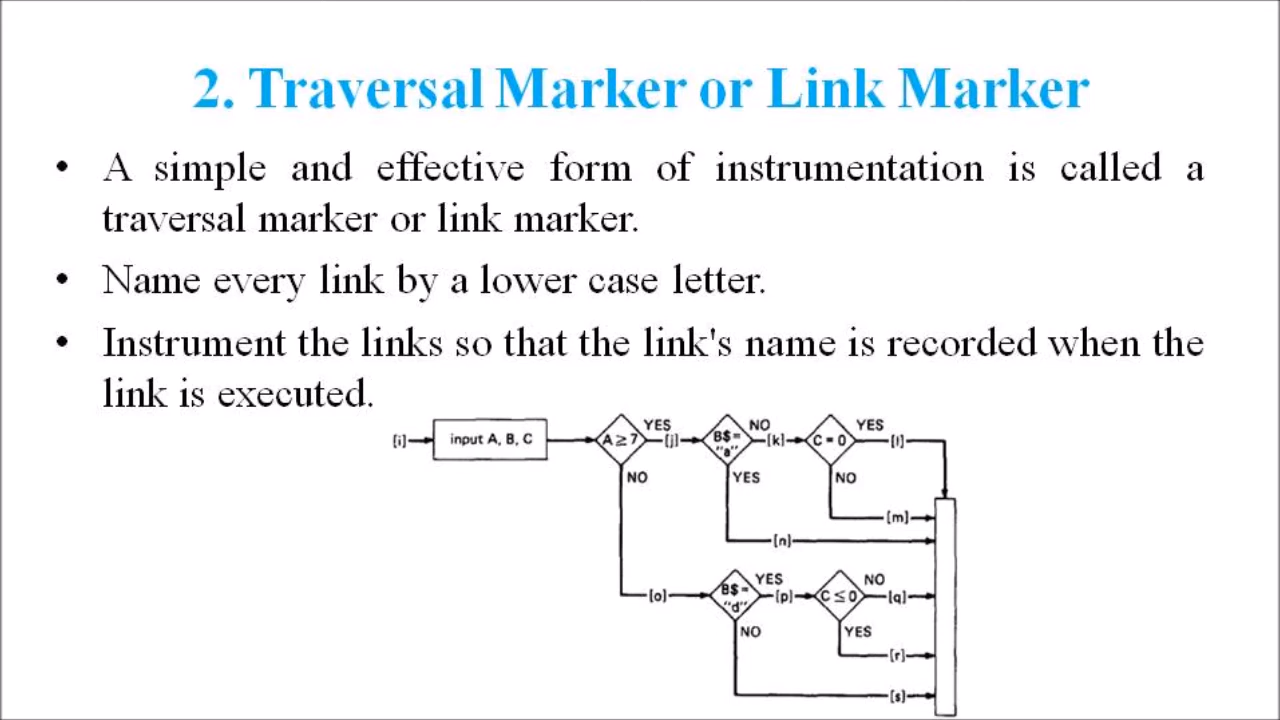 2. Traversal Marker or Link Marker
• A simple and effective form of instrumentation is called a
traversal marker or link marker.
• Name every link by a lower case letter.
• Instrument the links so that the link's name is recorded when the
link is executed.
[i] input A, B, C A ≥ 7 YES [j] B$ = "a" NO [k] C = 0 YES [l]
NO YES NO
[m]
[n]
[o] B$ = "d" YES [p] C ≤ 0 NO [q]
NO YES
[r]
[s]